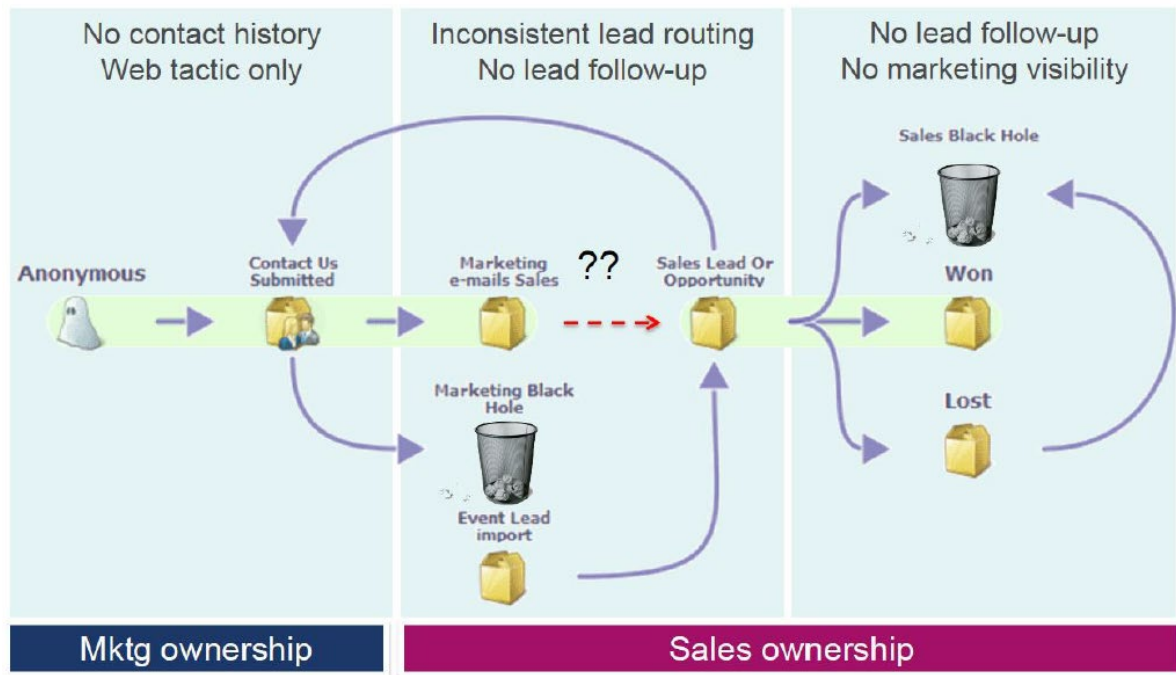 No contact history
Web tactic only
Inconsistent lead routing
No lead follow-up
No lead follow-up
No marketing visibility
Sales Black Hole
Anonymous
Contact Us
Submitted
Marketing
e-mails Sales
??
Sales Lead Or
Opportunity
Won
Marketing Black
Hole
Lost
Event Lead
import
Mktg ownership
Sales ownership